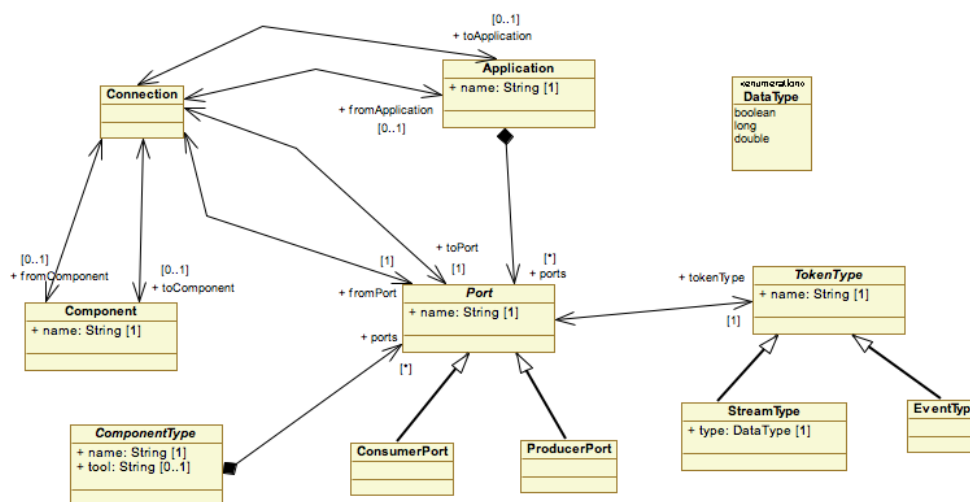 [0..1]
+ toApplication
Application
+ name: String [1]
Connection
+ fromApplication
[0..1]
«enumeration»
DataType
boolean
long
double
[0..1]
+ fromComponent
[0..1]
+ toComponent
+ toPort
[1]
[1]
+ fromPort
[*]
+ ports
Component
+ name: String [1]
Port
+ name: String [1]
+ tokenType
[1]
TokenType
+ name: String [1]
+ ports
[*]
ComponentType
+ name: String [1]
+ tool: String [0..1]
ConsumerPort
ProducerPort
StreamType
+ type: DataType [1]
EventTyp